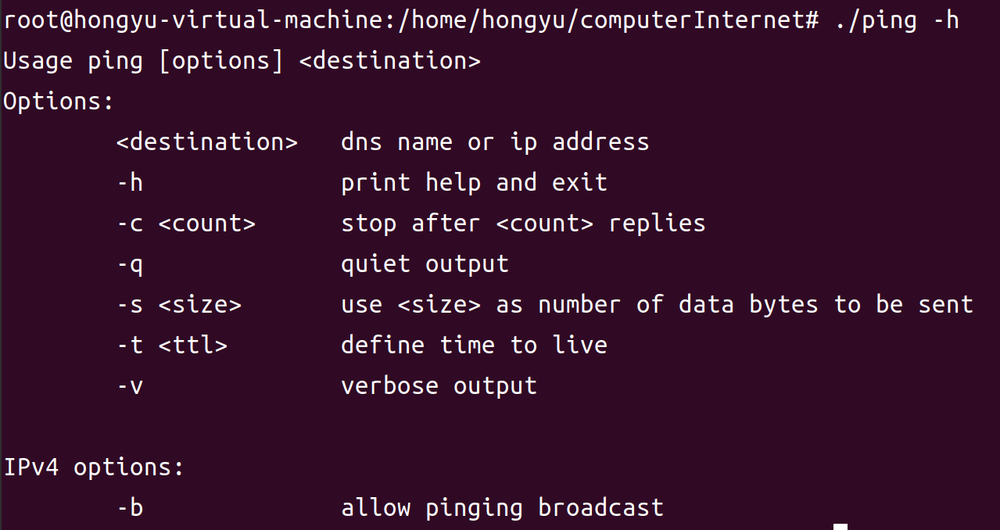 root@hongyu-virtual-machine:/home/hongyu/computerInternet# ./ping -h
Usage ping [options] <destination>
Options:
<destination> dns name or ip address
-h print help and exit
-c <count> stop after <count> replies
-q quiet output
-s <size> use <size> as number of data bytes to be sent
-t <ttl> define time to live
-v verbose output
IPv4 options:
-b allow pinging broadcast